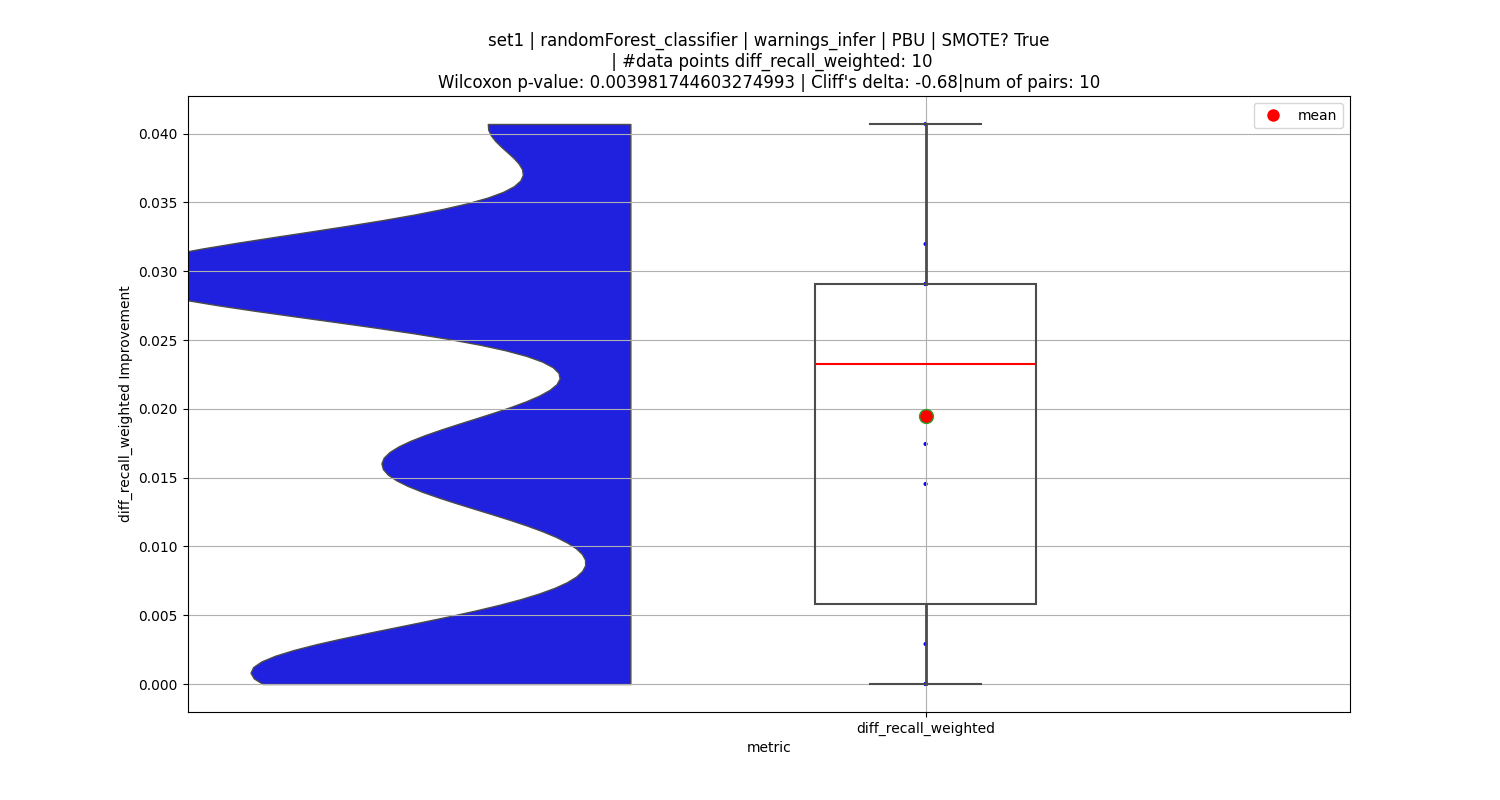 set1 | randomForest_classifier | warnings_infer | PBU | SMOTE? True
| #data points diff_recall_weighted: 10
Wilcoxon p-value: 0.003981744603274993 | Cliff's delta: -0.68|num of pairs: 10
mean
0.040
0.035
0.030
0.025
0.020
0.015
0.010
0.005
0.000
diff_recall_weighted Improvement
diff_recall_weighted
metric